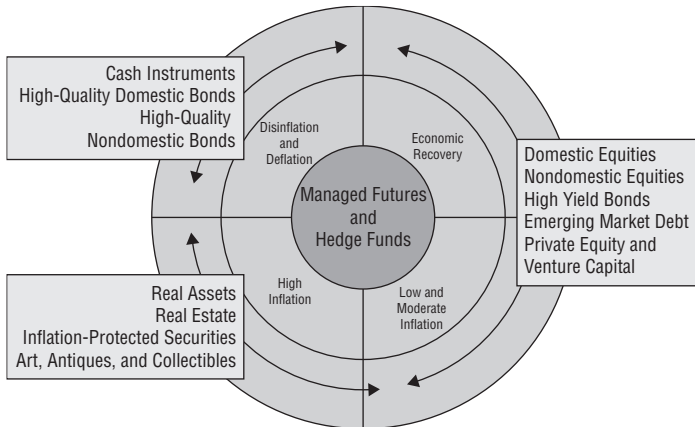 Cash Instruments
High-Quality Domestic Bonds
High-Quality
Nondomestic Bonds
Disinflation
and
Deflation
Economic
Recovery
Managed Futures
and
Hedge Funds
Domestic Equities
Nondomestic Equities
High Yield Bonds
Emerging Market Debt
Private Equity and
Venture Capital
Real Assets
Real Estate
Inflation-Protected Securities
Art, Antiques, and Collectibles
High
Inflation
Low and
Moderate
Inflation